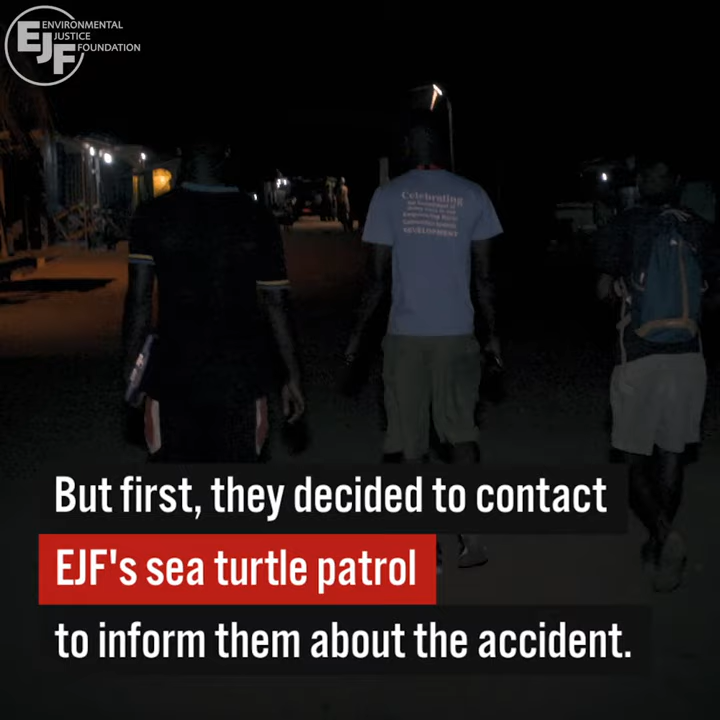 ENVIRONMENTAL
JUSTICE
FOUNDATION
EJF
Celebrating
DEVELOPMENT
But first, they decided to contact
EJF's sea turtle patrol
to inform them about the accident.